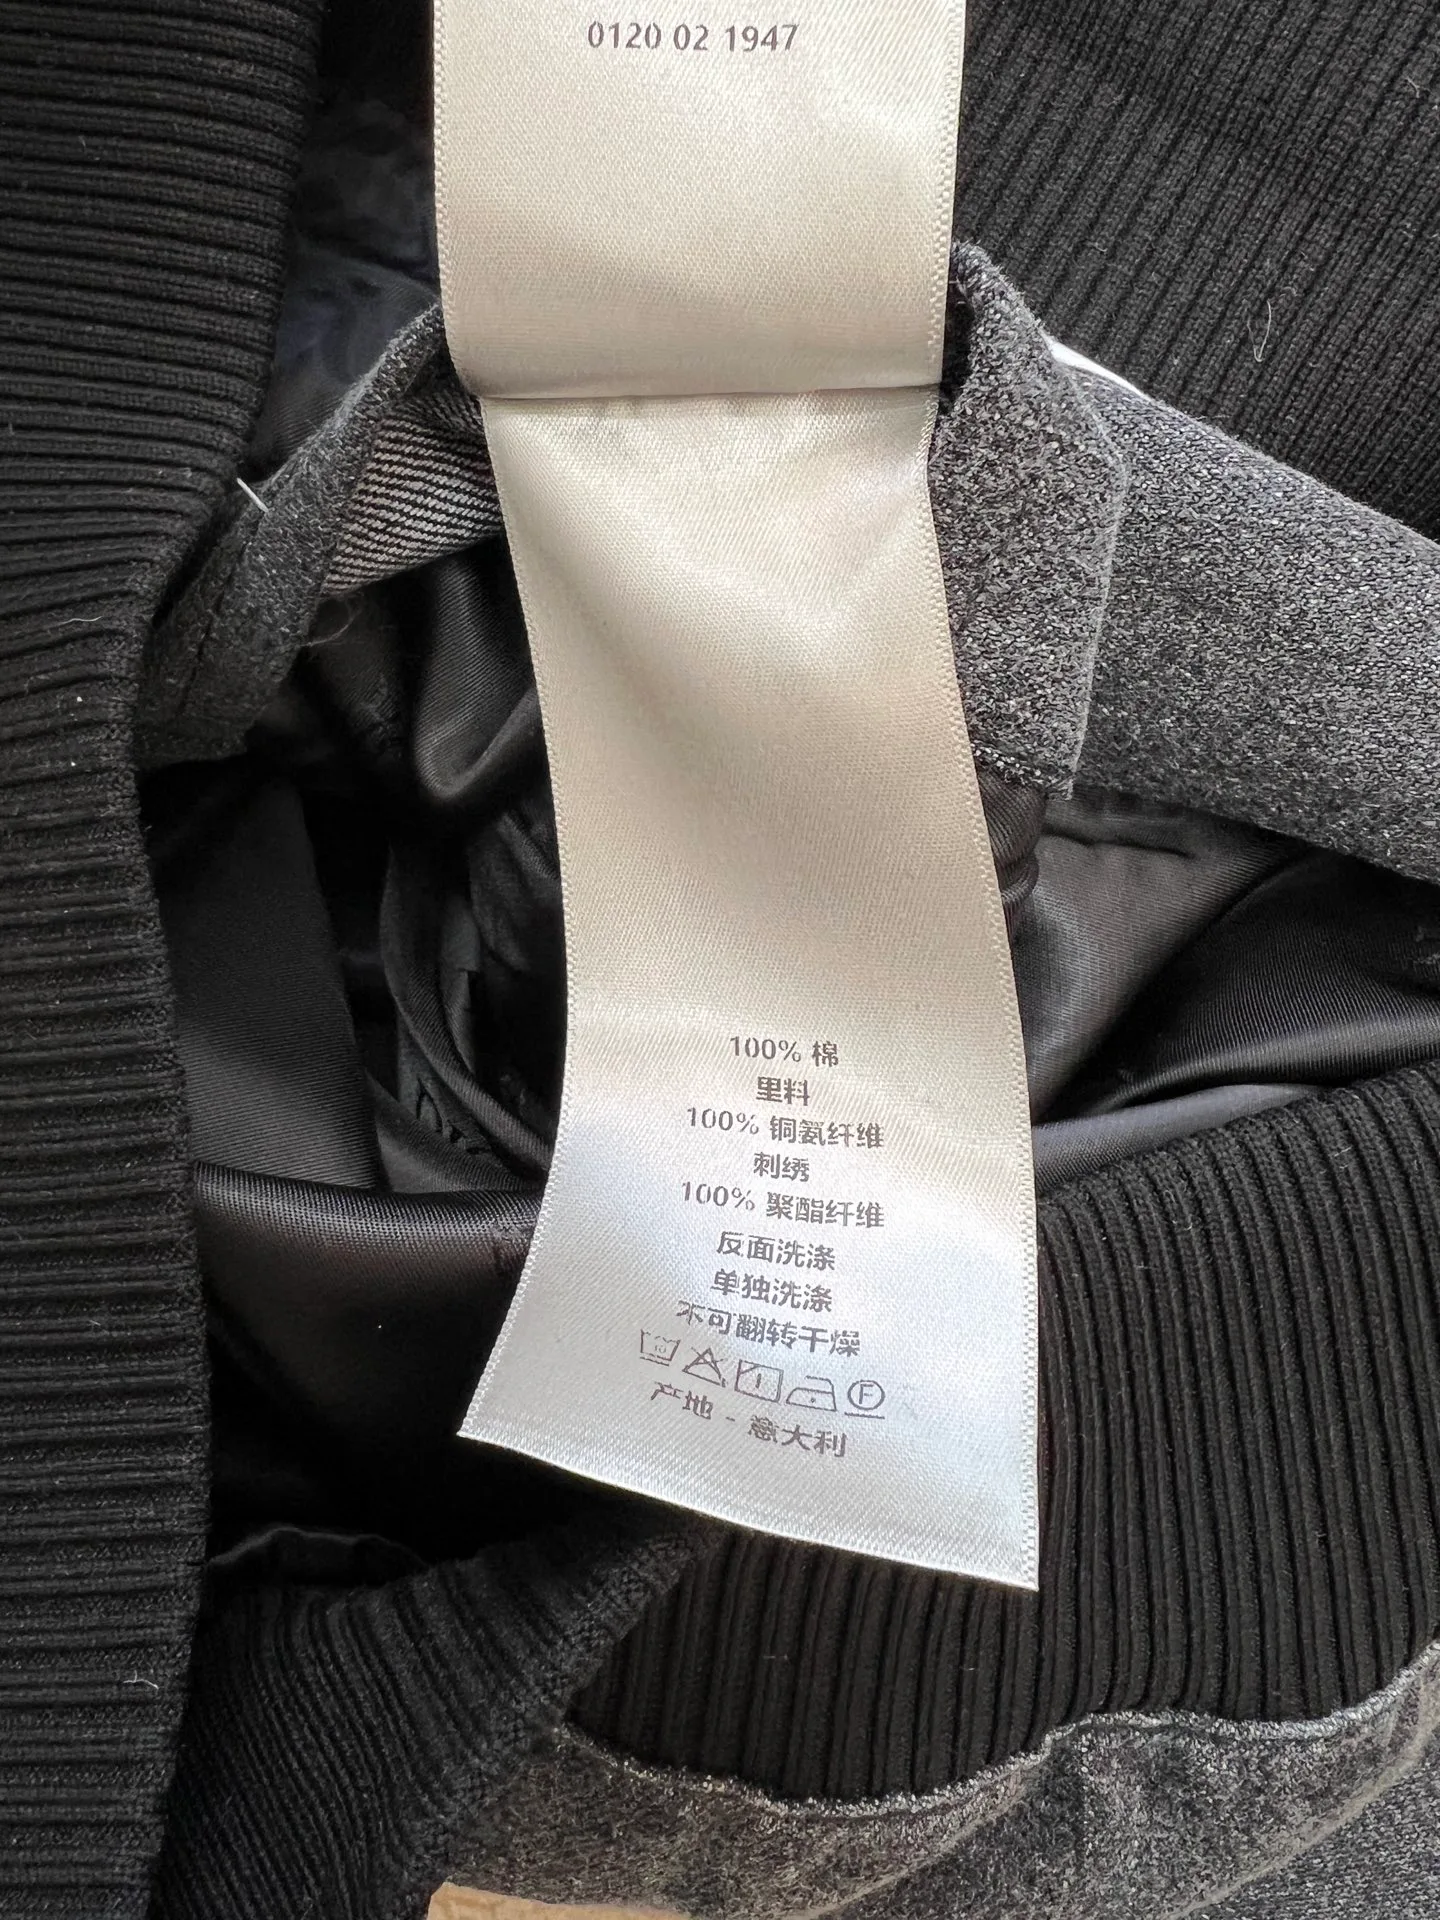 0120 02 1947
100% 棉
里料
100% 铜氨纤维
刺绣
100% 聚酯纤维
反面洗涤
单独洗涤
不可翻转干燥
F
产地 - 意大利